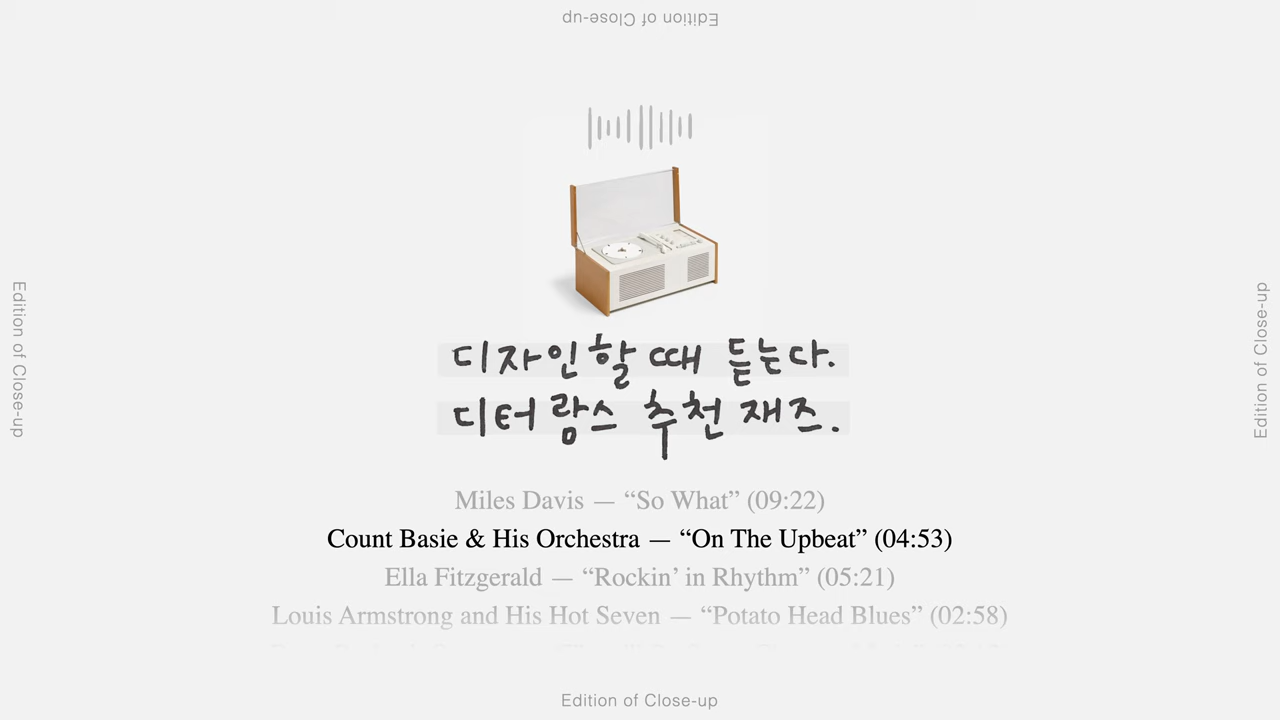 Edition of Close-up
디자인할 때 듣는다.
디터 람스 추천 재즈.
Edition of Close-up
Edition of Close-up
Miles Davis — “So What” (09:22)
Count Basie & His Orchestra — “On The Upbeat” (04:53)
Ella Fitzgerald — “Rockin’ in Rhythm” (05:21)
Louis Armstrong and His Hot Seven — “Potato Head Blues” (02:58)
Edition of Close-up